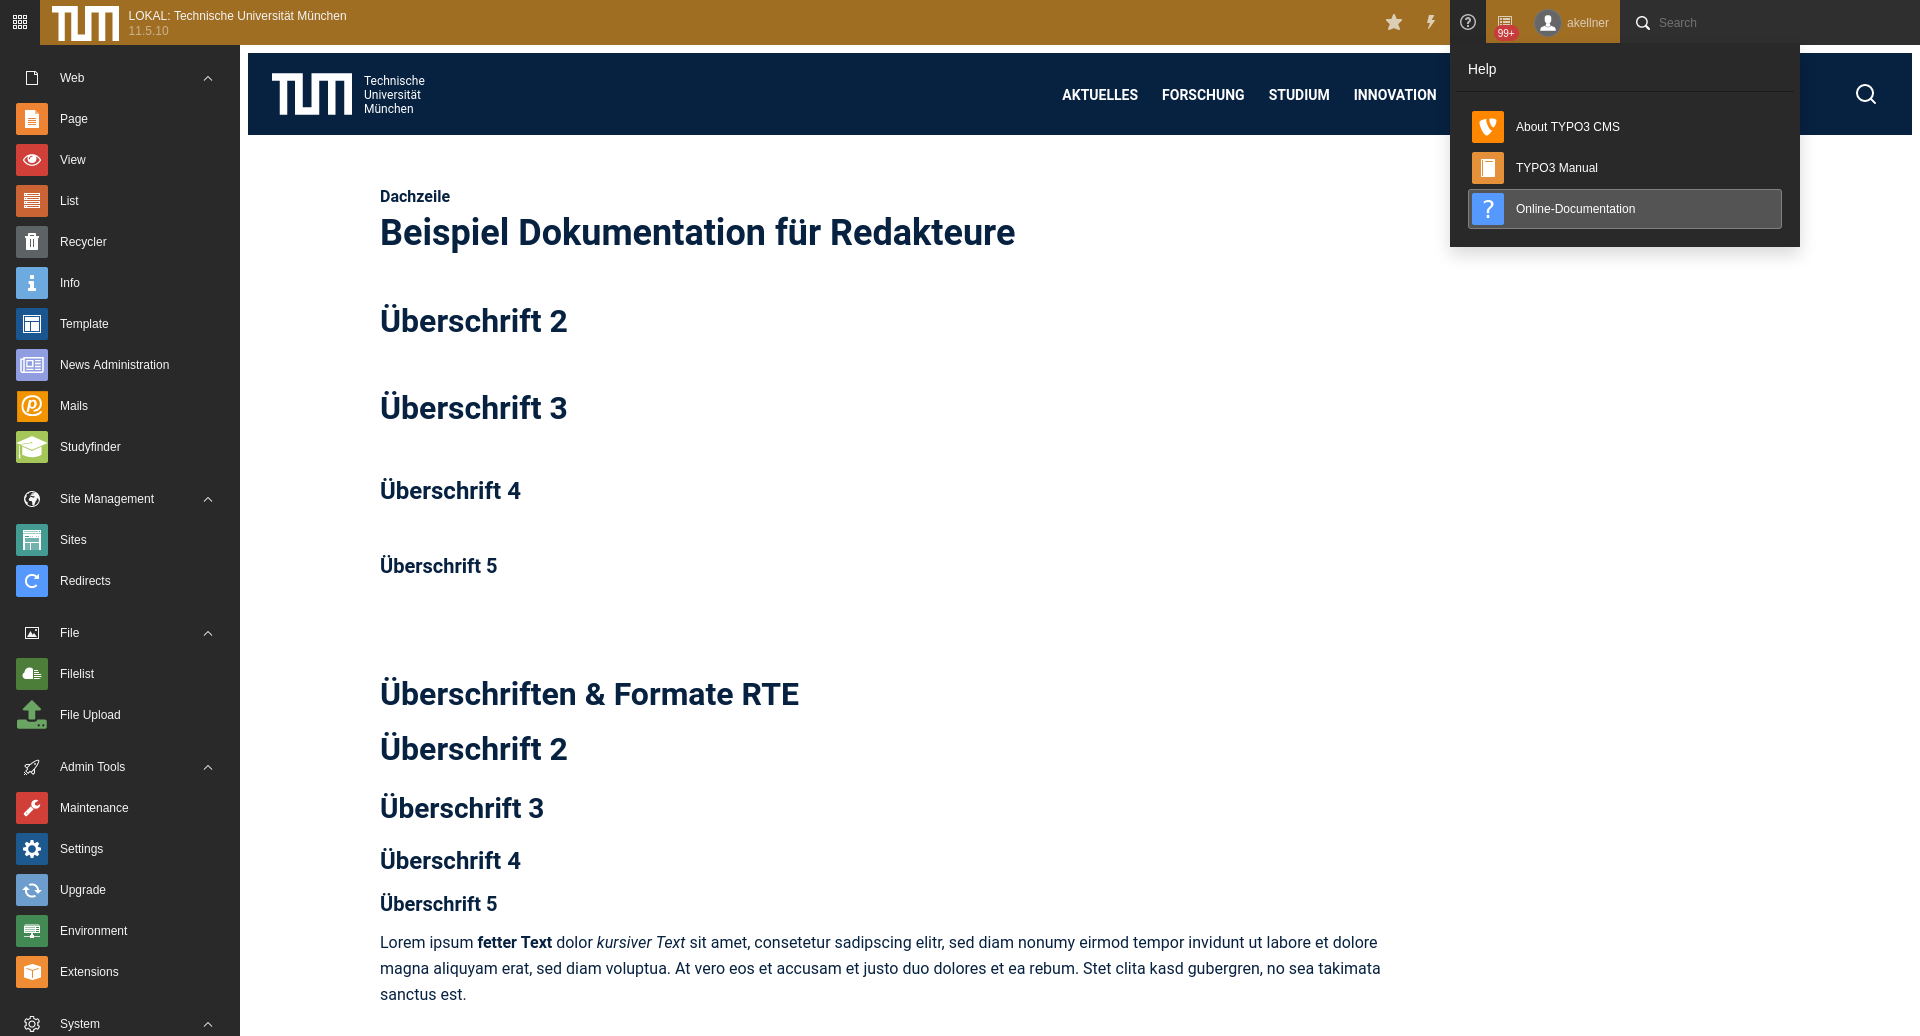 TUM LOKAL: Technische Universität München
11.5.10
99+
akellner
Search
Web
Page
View
List
Recycler
Info
Template
News Administration
Mails
Studyfinder
Site Management
Sites
Redirects
File
Filelist
File Upload
Admin Tools
Maintenance
Settings
Upgrade
Environment
Extensions
System
TUM
Technische
Universität
München
AKTUELLES FORSCHUNG STUDIUM INNOVATION
Help
About TYPO3 CMS
TYPO3 Manual
? Online-Documentation
Dachzeile
Beispiel Dokumentation für Redakteure
Überschrift 2
Überschrift 3
Überschrift 4
Überschrift 5
Überschriften & Formate RTE
Überschrift 2
Überschrift 3
Überschrift 4
Überschrift 5
Lorem ipsum fetter Text dolor kursiver Text sit amet, consetetur sadipscing elitr, sed diam nonumy eirmod tempor invidunt ut labore et dolore
magna aliquyam erat, sed diam voluptua. At vero eos et accusam et justo duo dolores et ea rebum. Stet clita kasd gubergren, no sea takimata
sanctus est.